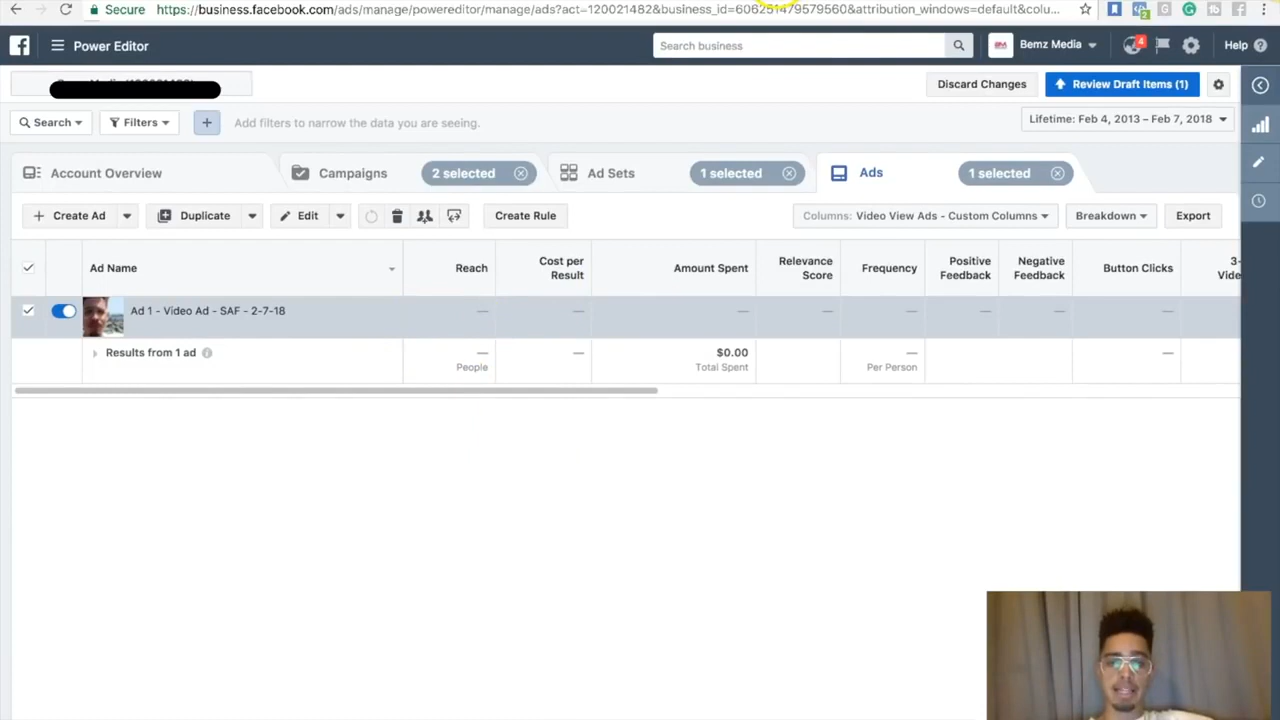 Secure https://business.facebook.com/ads/manage/powereditor/manage/ads?act=120021482&business_id=606251479579560&attribution_windows=default&colu...
2
Power Editor
Search business
Bemz Media
4
Help
Discard Changes
Review Draft Items (1)
Search
Filters
+
Add filters to narrow the data you are seeing.
Lifetime: Feb 4, 2013 – Feb 7, 2018
Account Overview
Campaigns
2 selected
Ad Sets
1 selected
Ads
1 selected
+ Create Ad
Duplicate
Edit
Create Rule
Columns: Video View Ads - Custom Columns
Breakdown
Export
Ad Name
Reach
Cost per
Result
Amount Spent
Relevance
Score
Frequency
Positive
Feedback
Negative
Feedback
Button Clicks
3-
Vide
Ad 1 - Video Ad - SAF - 2-7-18
— — — — — — — —
Results from 1 ad
—
People
—
$0.00
Total Spent
—
Per Person
—